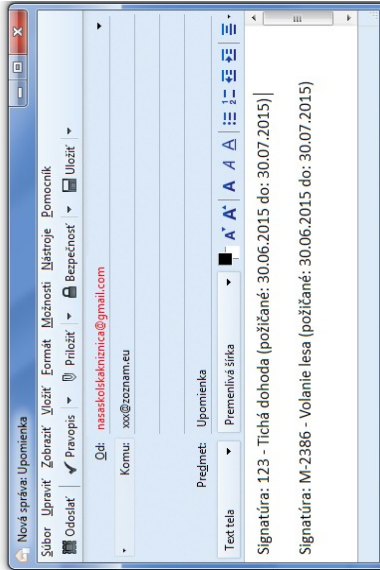 Nová správa: Upomienka
Súbor Upraviť Zobraziť Vložiť Formát Možnosti Nástroje Pomocník
Odoslať Pravopis Priložiť Bezpečnosť Uložiť
Od: nasaskolskakniznica@gmail.com
Komu: xxx@zoznam.eu
Predmet: Upomienka
Text tela Premenlivá šírka
Signatúra: 123 - Tichá dohoda (požičané: 30.06.2015 do: 30.07.2015)
Signatúra: M-2386 - Volanie lesa (požičané: 30.06.2015 do: 30.07.2015)